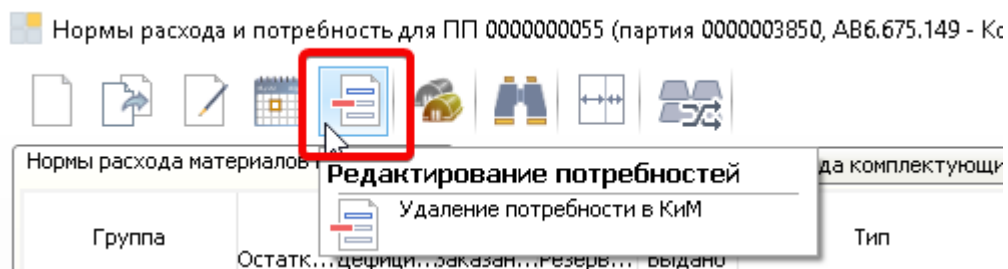 Нормы расхода и потребность для ПП 0000000055 (партия 0000003850, АВ6.675.149 - Ко
Нормы расхода материалов
да комплектующи
Редактирование потребностей
Удаление потребности в КиМ
Группа
Тип
Остатк... Дефици... Заказан... Резерв... Выдано